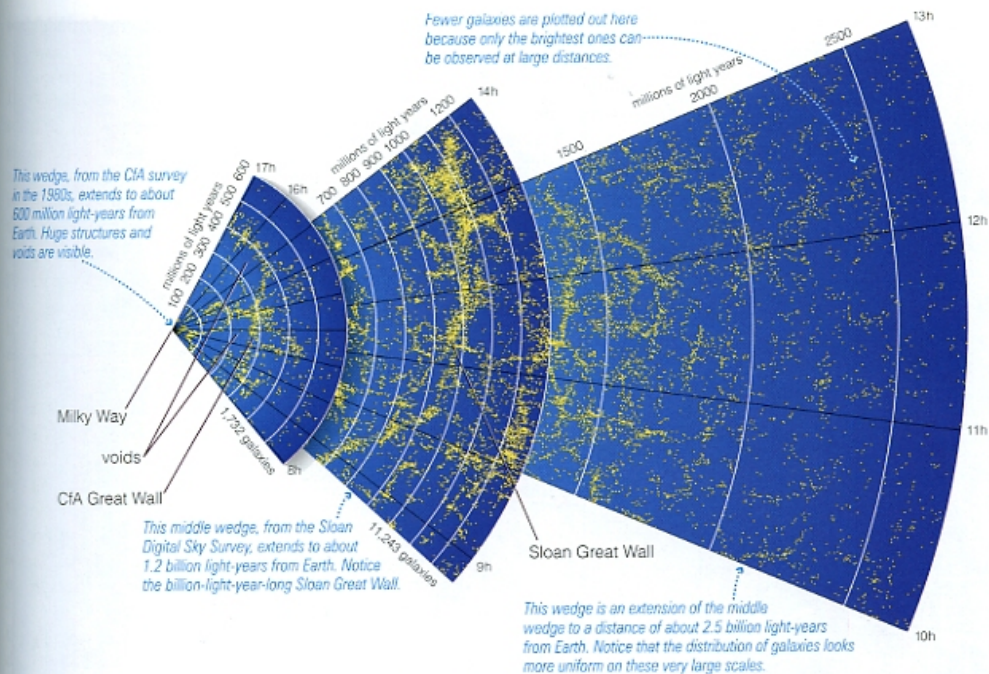 Fewer galaxies are plotted out here
because only the brightest ones can
be observed at large distances.
13h
2500
millions of light years
2000
1500
14h
1200
millions of light years
1000
900
800
700
17h
16h
600
500
400
300
200
100
millions of light years
This wedge, from the CfA survey
in the 1980s, extends to about
600 million light-years from
Earth. Huge structures and
voids are visible.
12h
11h
10h
Milky Way
voids
CfA Great Wall
1,732 galaxies
8h
This middle wedge, from the Sloan
Digital Sky Survey, extends to about
1.2 billion light-years from Earth. Notice
the billion-light-year-long Sloan Great Wall.
11,243 galaxies
9h
Sloan Great Wall
This wedge is an extension of the middle
wedge to a distance of about 2.5 billion light-years
from Earth. Notice that the distribution of galaxies looks
more uniform on these very large scales.